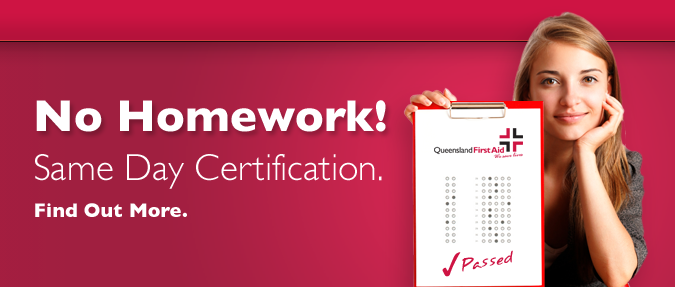 No Homework!
Same Day Certification.
Find Out More.
Queensland First Aid
We save lives
Passed